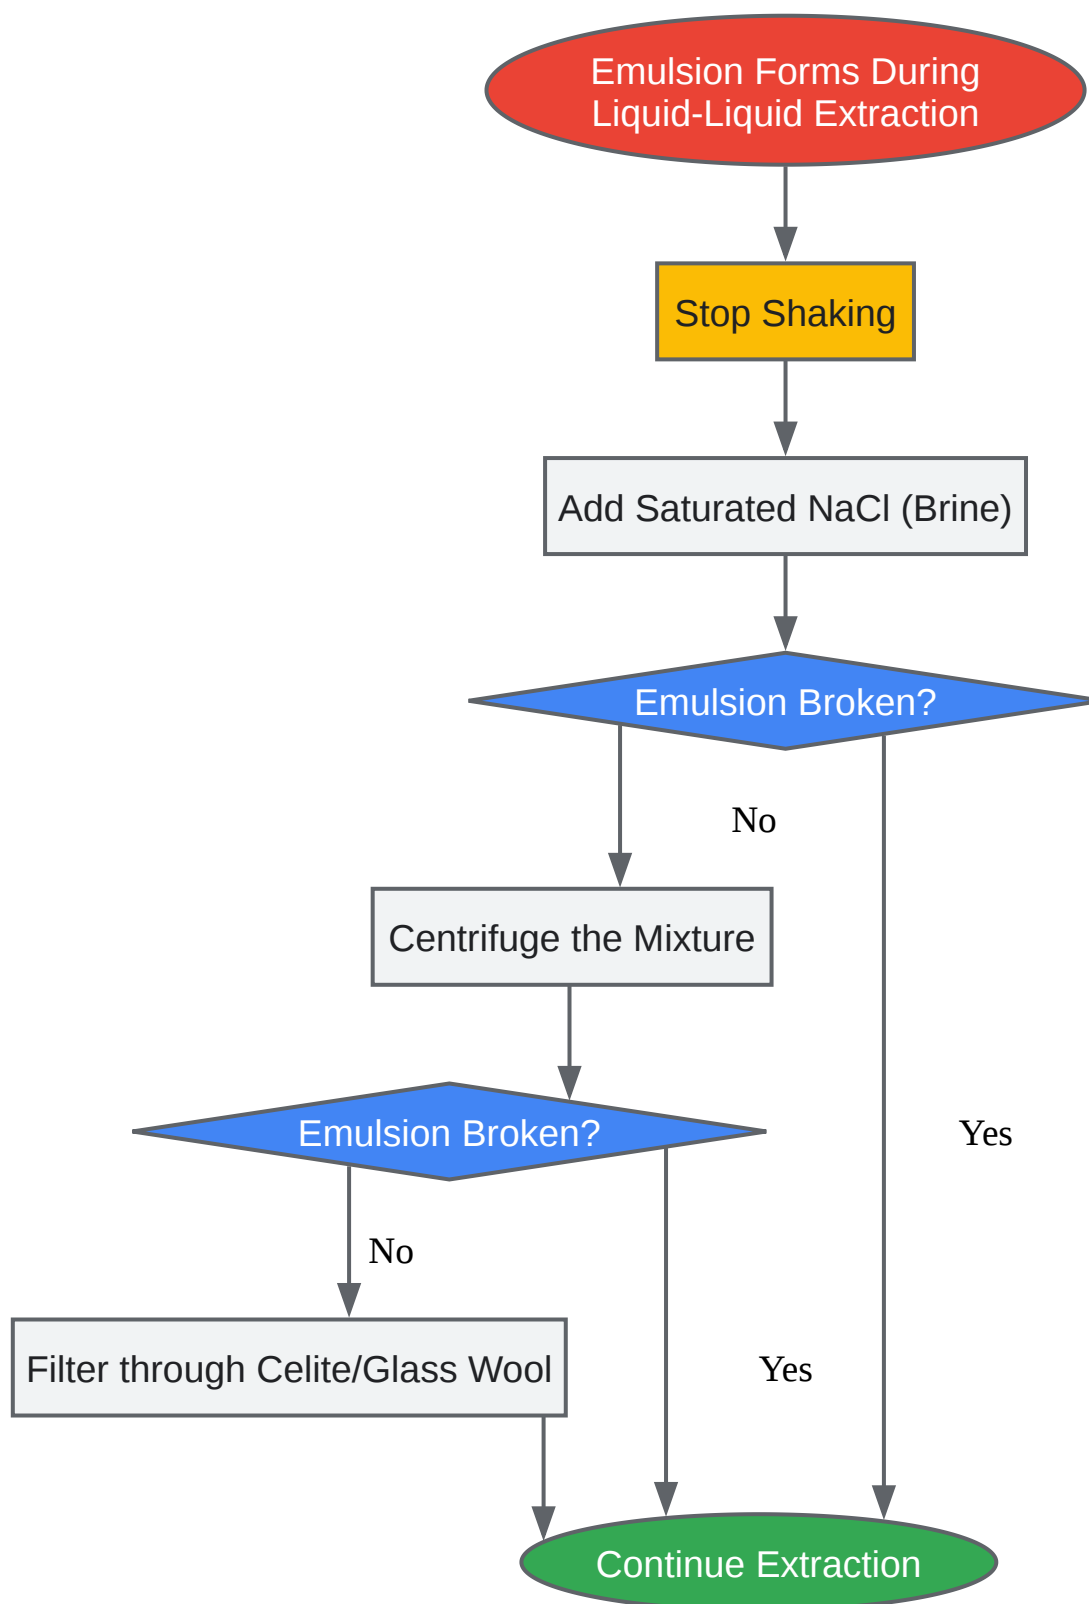 Emulsion Forms During
Liquid-Liquid Extraction
Stop Shaking
Add Saturated NaCl (Brine)
Emulsion Broken?
No
Centrifuge the Mixture
Emulsion Broken?
Yes
No
Filter through Celite/Glass Wool
Yes
Continue Extraction